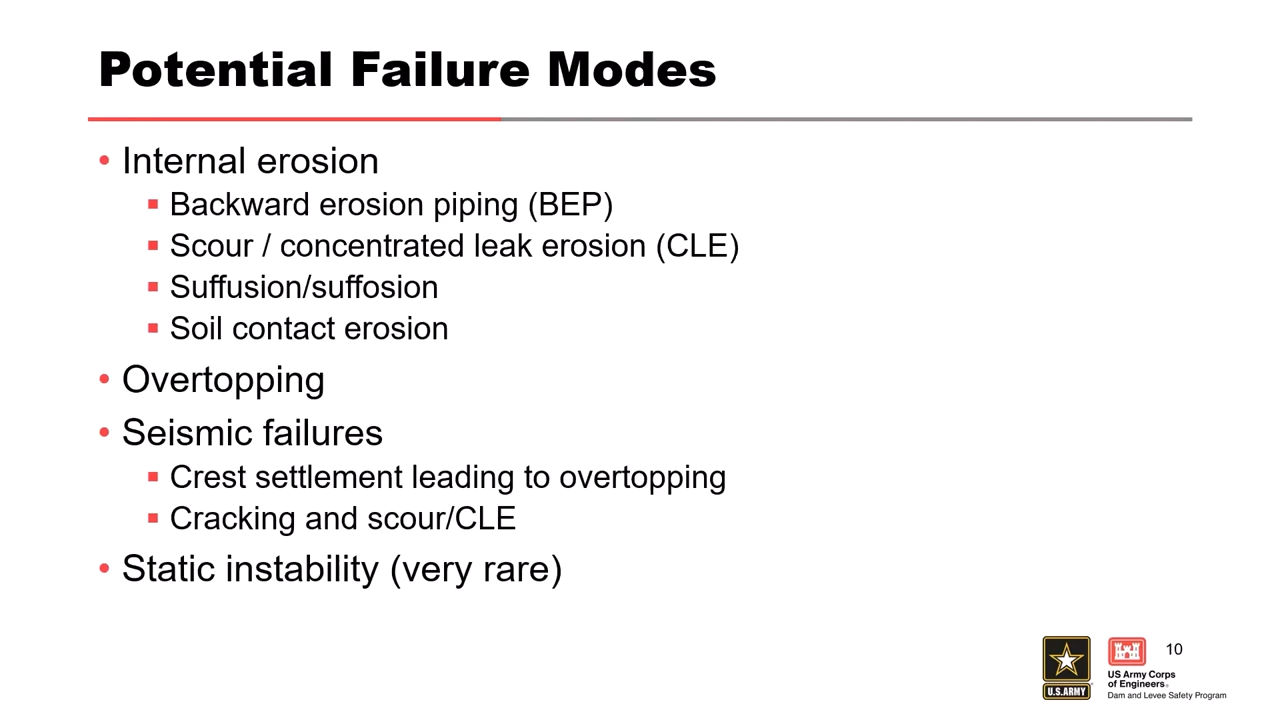 Potential Failure Modes
• Internal erosion
▪ Backward erosion piping (BEP)
▪ Scour / concentrated leak erosion (CLE)
▪ Suffusion/suffosion
▪ Soil contact erosion
• Overtopping
• Seismic failures
▪ Crest settlement leading to overtopping
▪ Cracking and scour/CLE
• Static instability (very rare)
U.S.ARMY
10
US Army Corps
of Engineers®
Dam and Levee Safety Program